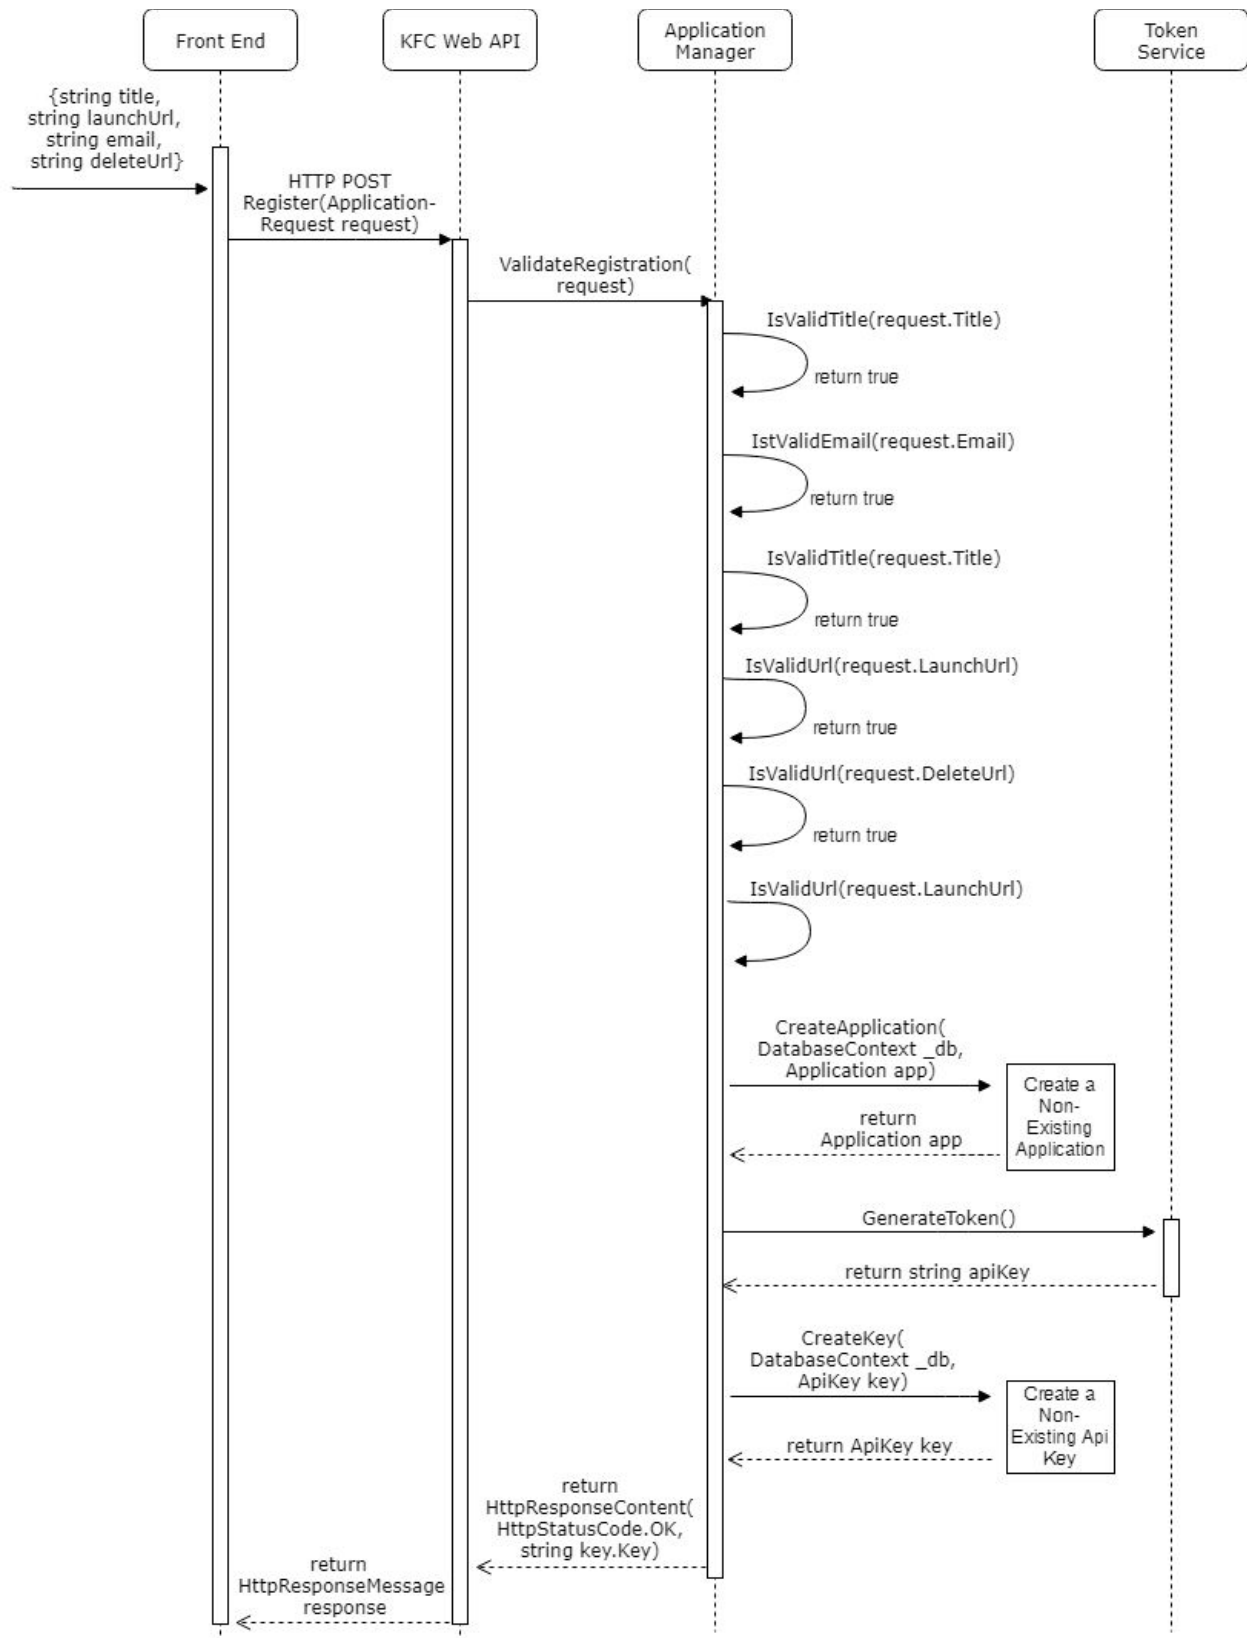 Front End
KFC Web API
Application
Manager
Token
Service
{string title,
string launchUrl,
string email,
string deleteUrl}
HTTP POST
Register(Application-
Request request)
ValidateRegistration(
request)
IsValidTitle(request.Title)
return true
IstValidEmail(request.Email)
return true
IsValidTitle(request.Title)
return true
IsValidUrl(request.LaunchUrl)
return true
IsValidUrl(request.DeleteUrl)
return true
IsValidUrl(request.LaunchUrl)
CreateApplication(
DatabaseContext _db,
Application app)
Create a
Non-
Existing
Application
return
Application app
GenerateToken()
return string apiKey
CreateKey(
DatabaseContext _db,
ApiKey key)
Create a
Non-
Existing Api
Key
return ApiKey key
return
HttpResponseContent(
HttpStatusCode.OK,
string key.Key)
return
HttpResponseMessage
response